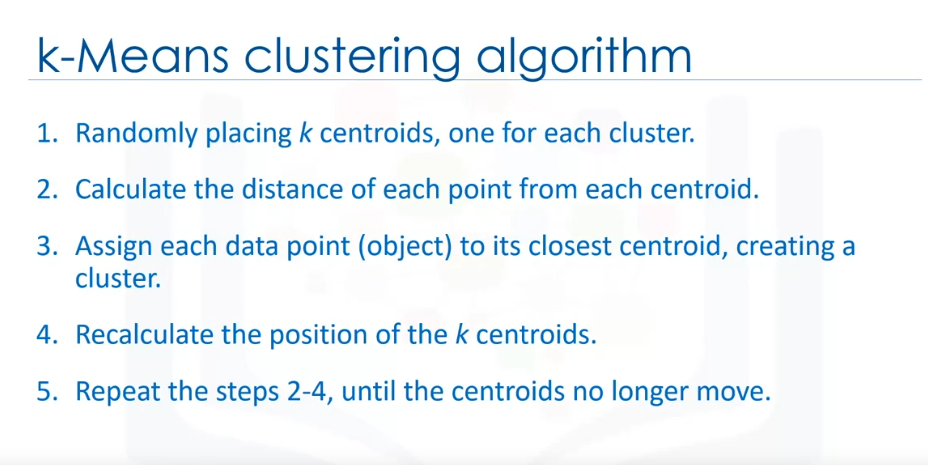 k-Means clustering algorithm
1. Randomly placing k centroids, one for each cluster.
2. Calculate the distance of each point from each centroid.
3. Assign each data point (object) to its closest centroid, creating a
cluster.
4. Recalculate the position of the k centroids.
5. Repeat the steps 2-4, until the centroids no longer move.